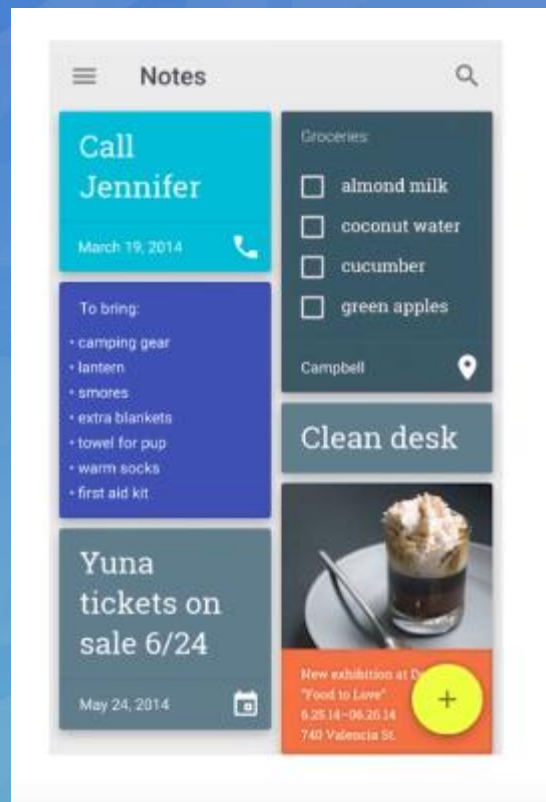 Notes
Call
Jennifer
March 19, 2014
To bring:
• camping gear
• lantern
• smores
• extra blankets
• towel for pup
• warm socks
• first aid kit
Yuna
tickets on
sale 6/24
May 24, 2014
Groceries:
almond milk
coconut water
cucumber
green apples
Campbell
Clean desk
New exhibition at
"Food to Love"
6.25.14–06.26.14
740 Valencia St.